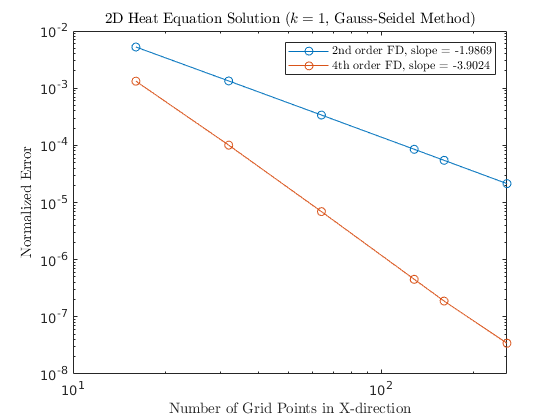 2D Heat Equation Solution (k = 1, Gauss-Seidel Method)
2nd order FD, slope = -1.9869
4th order FD, slope = -3.9024
Normalized Error
10^-2
10^-3
10^-4
10^-5
10^-6
10^-7
10^-8
10^1
10^2
Number of Grid Points in X-direction